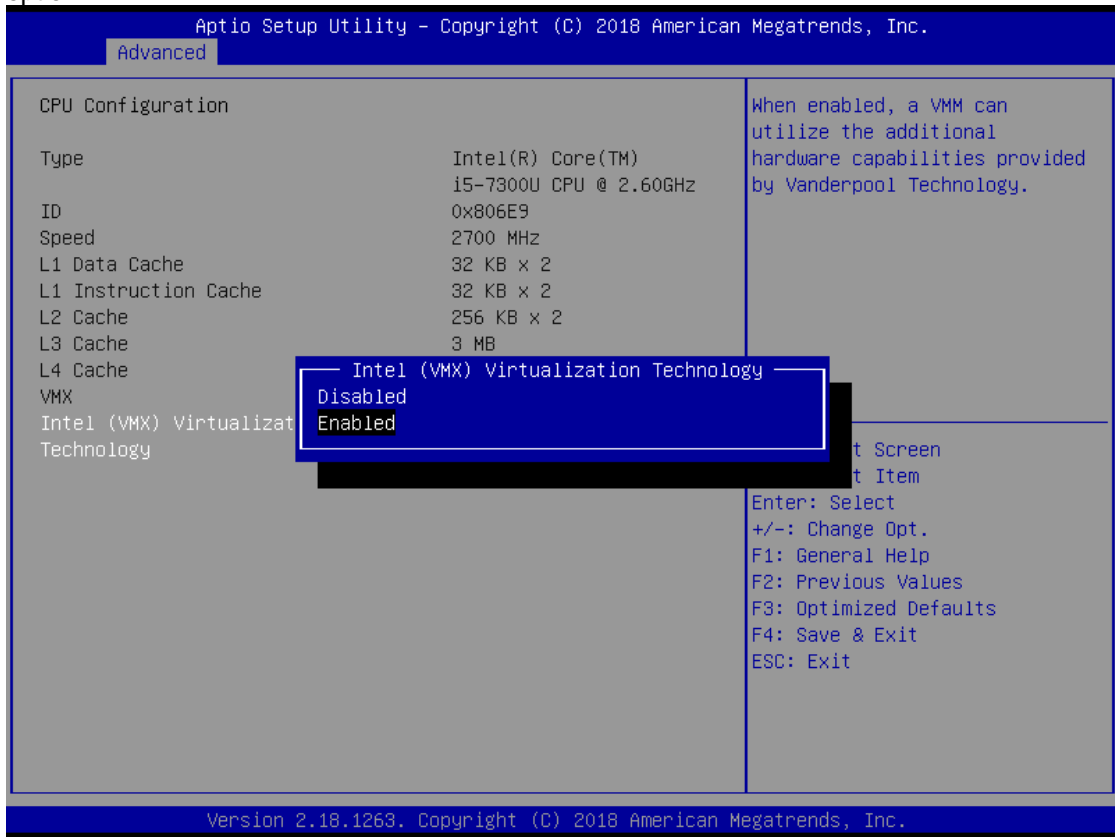 Aptio Setup Utility – Copyright (C) 2018 American Megatrends, Inc.
Advanced
CPU Configuration
Type Intel(R) Core(TM)
i5-7300U CPU @ 2.60GHz
ID 0x806E9
Speed 2700 MHz
L1 Data Cache 32 KB x 2
L1 Instruction Cache 32 KB x 2
L2 Cache 256 KB x 2
L3 Cache 3 MB
L4 Cache
VMX
Intel (VMX) Virtualizat
Technology
Intel (VMX) Virtualization Technology
Disabled
Enabled
When enabled, a VMM can
utilize the additional
hardware capabilities provided
by Vanderpool Technology.
t Screen
t Item
Enter: Select
+/-: Change Opt.
F1: General Help
F2: Previous Values
F3: Optimized Defaults
F4: Save & Exit
ESC: Exit
Version 2.18.1263. Copyright (C) 2018 American Megatrends, Inc.